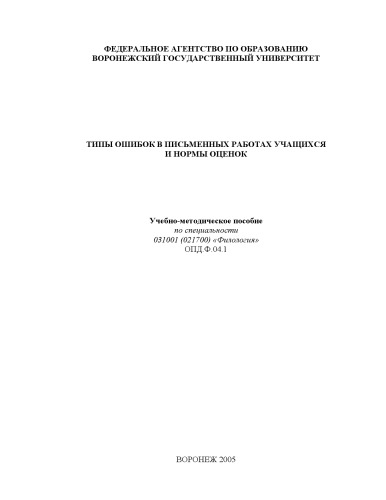 ФЕДЕРАЛЬНОЕ АГЕНТСТВО ПО ОБРАЗОВАНИЮ
ВОРОНЕЖСКИЙ ГОСУДАРСТВЕННЫЙ УНИВЕРСИТЕТ
ТИПЫ ОШИБОК В ПИСЬМЕННЫХ РАБОТАХ УЧАЩИХСЯ
И НОРМЫ ОЦЕНОК
Учебно-методическое пособие
по специальности
031001 (021700) «Филология»
ОПД.Ф.04.1
ВОРОНЕЖ 2005